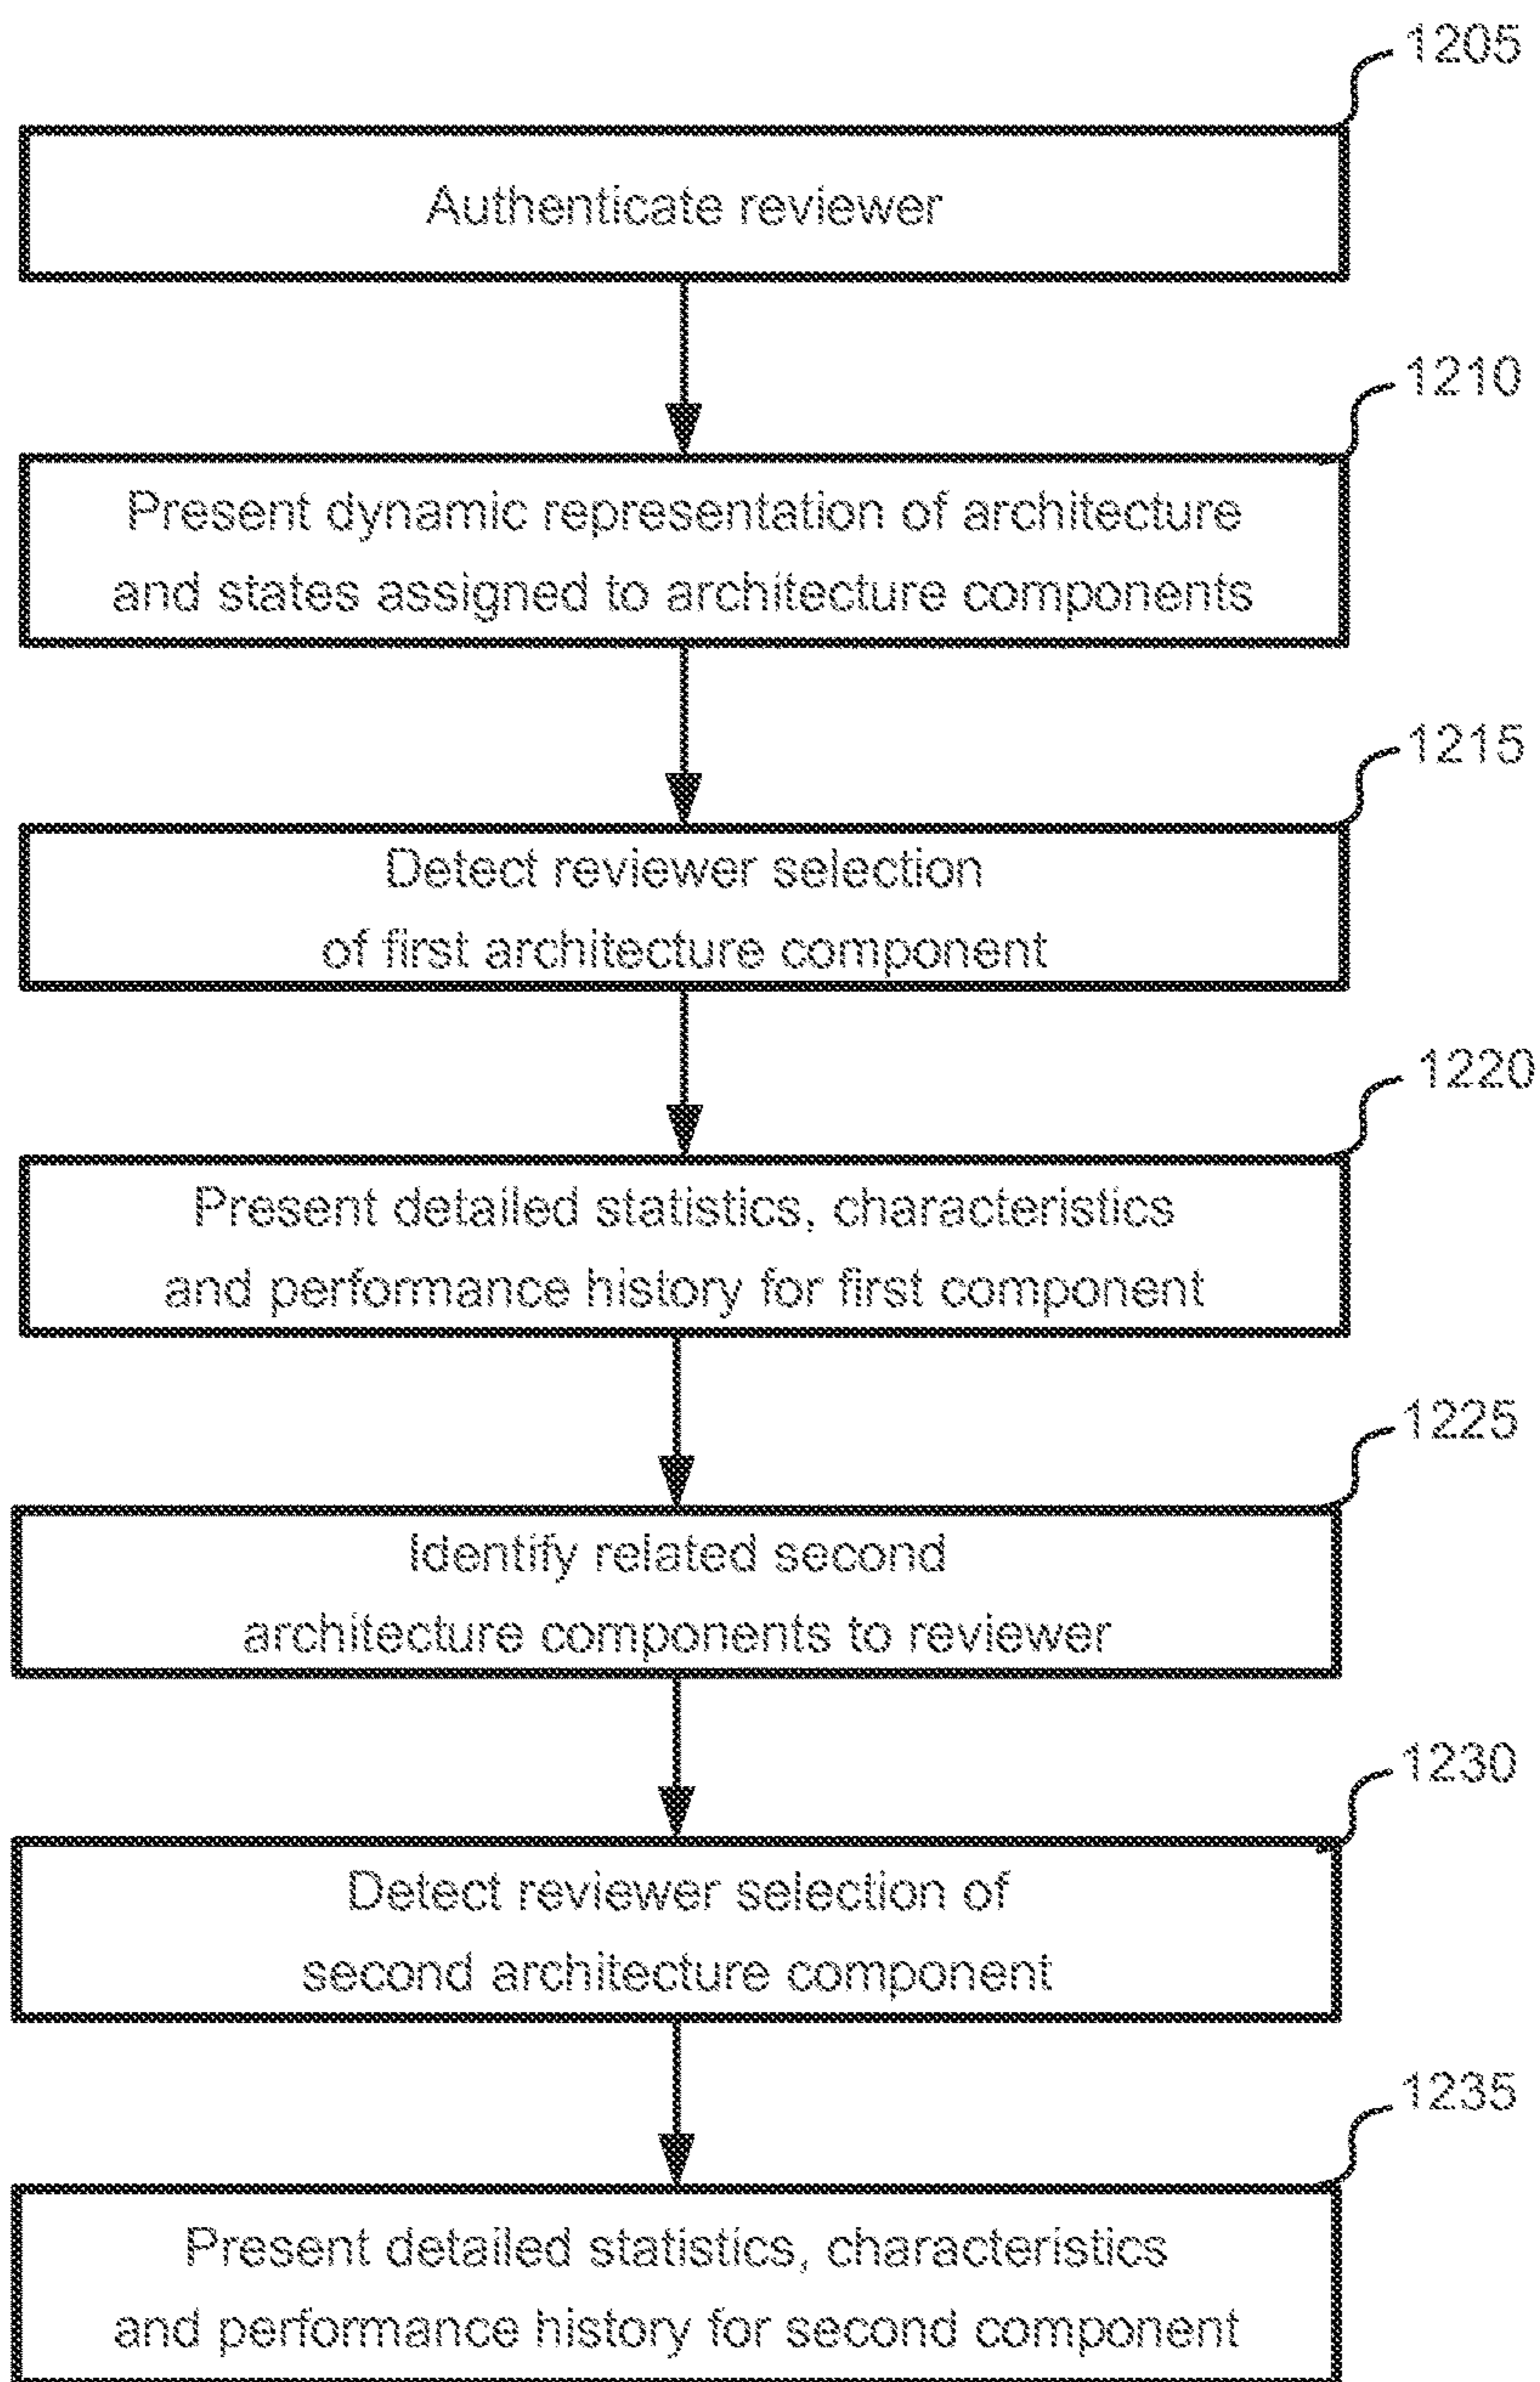 1205
Authenticate reviewer
1210
Present dynamic representation of architecture
and states assigned to architecture components
1215
Detect reviewer selection
of first architecture component
1220
Present detailed statistics, characteristics
and performance history for first component
1225
Identify related second
architecture components to reviewer
1230
Detect reviewer selection of
second architecture component
1235
Present detailed statistics, characteristics
and performance history for second component